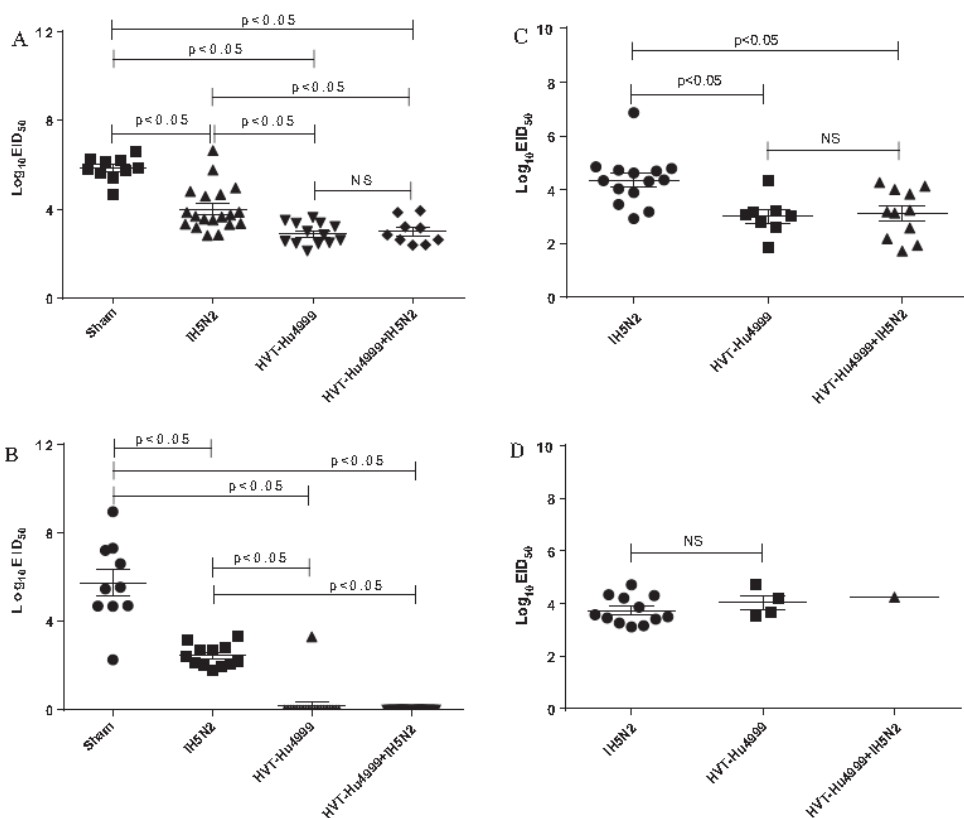 A
12
8
4
0
Log10EID50
p<0.05
p<0.05
p<0.05
p<0.05
p<0.05
NS
Sham
IH5N2
HVT-Hu4999
HVT-Hu4999+IH5N2
C
10
8
6
4
2
0
Log10EID50
p<0.05
p<0.05
NS
IH5N2
HVT-Hu4999
HVT-Hu4999+IH5N2
B
12
8
4
0
Log10EID50
p<0.05
p<0.05
p<0.05
p<0.05
p<0.05
Sham
IH5N2
HVT-Hu4999
HVT-Hu4999+IH5N2
D
10
8
6
4
2
0
Log10EID50
NS
IH5N2
HVT-Hu4999
HVT-Hu4999+IH5N2